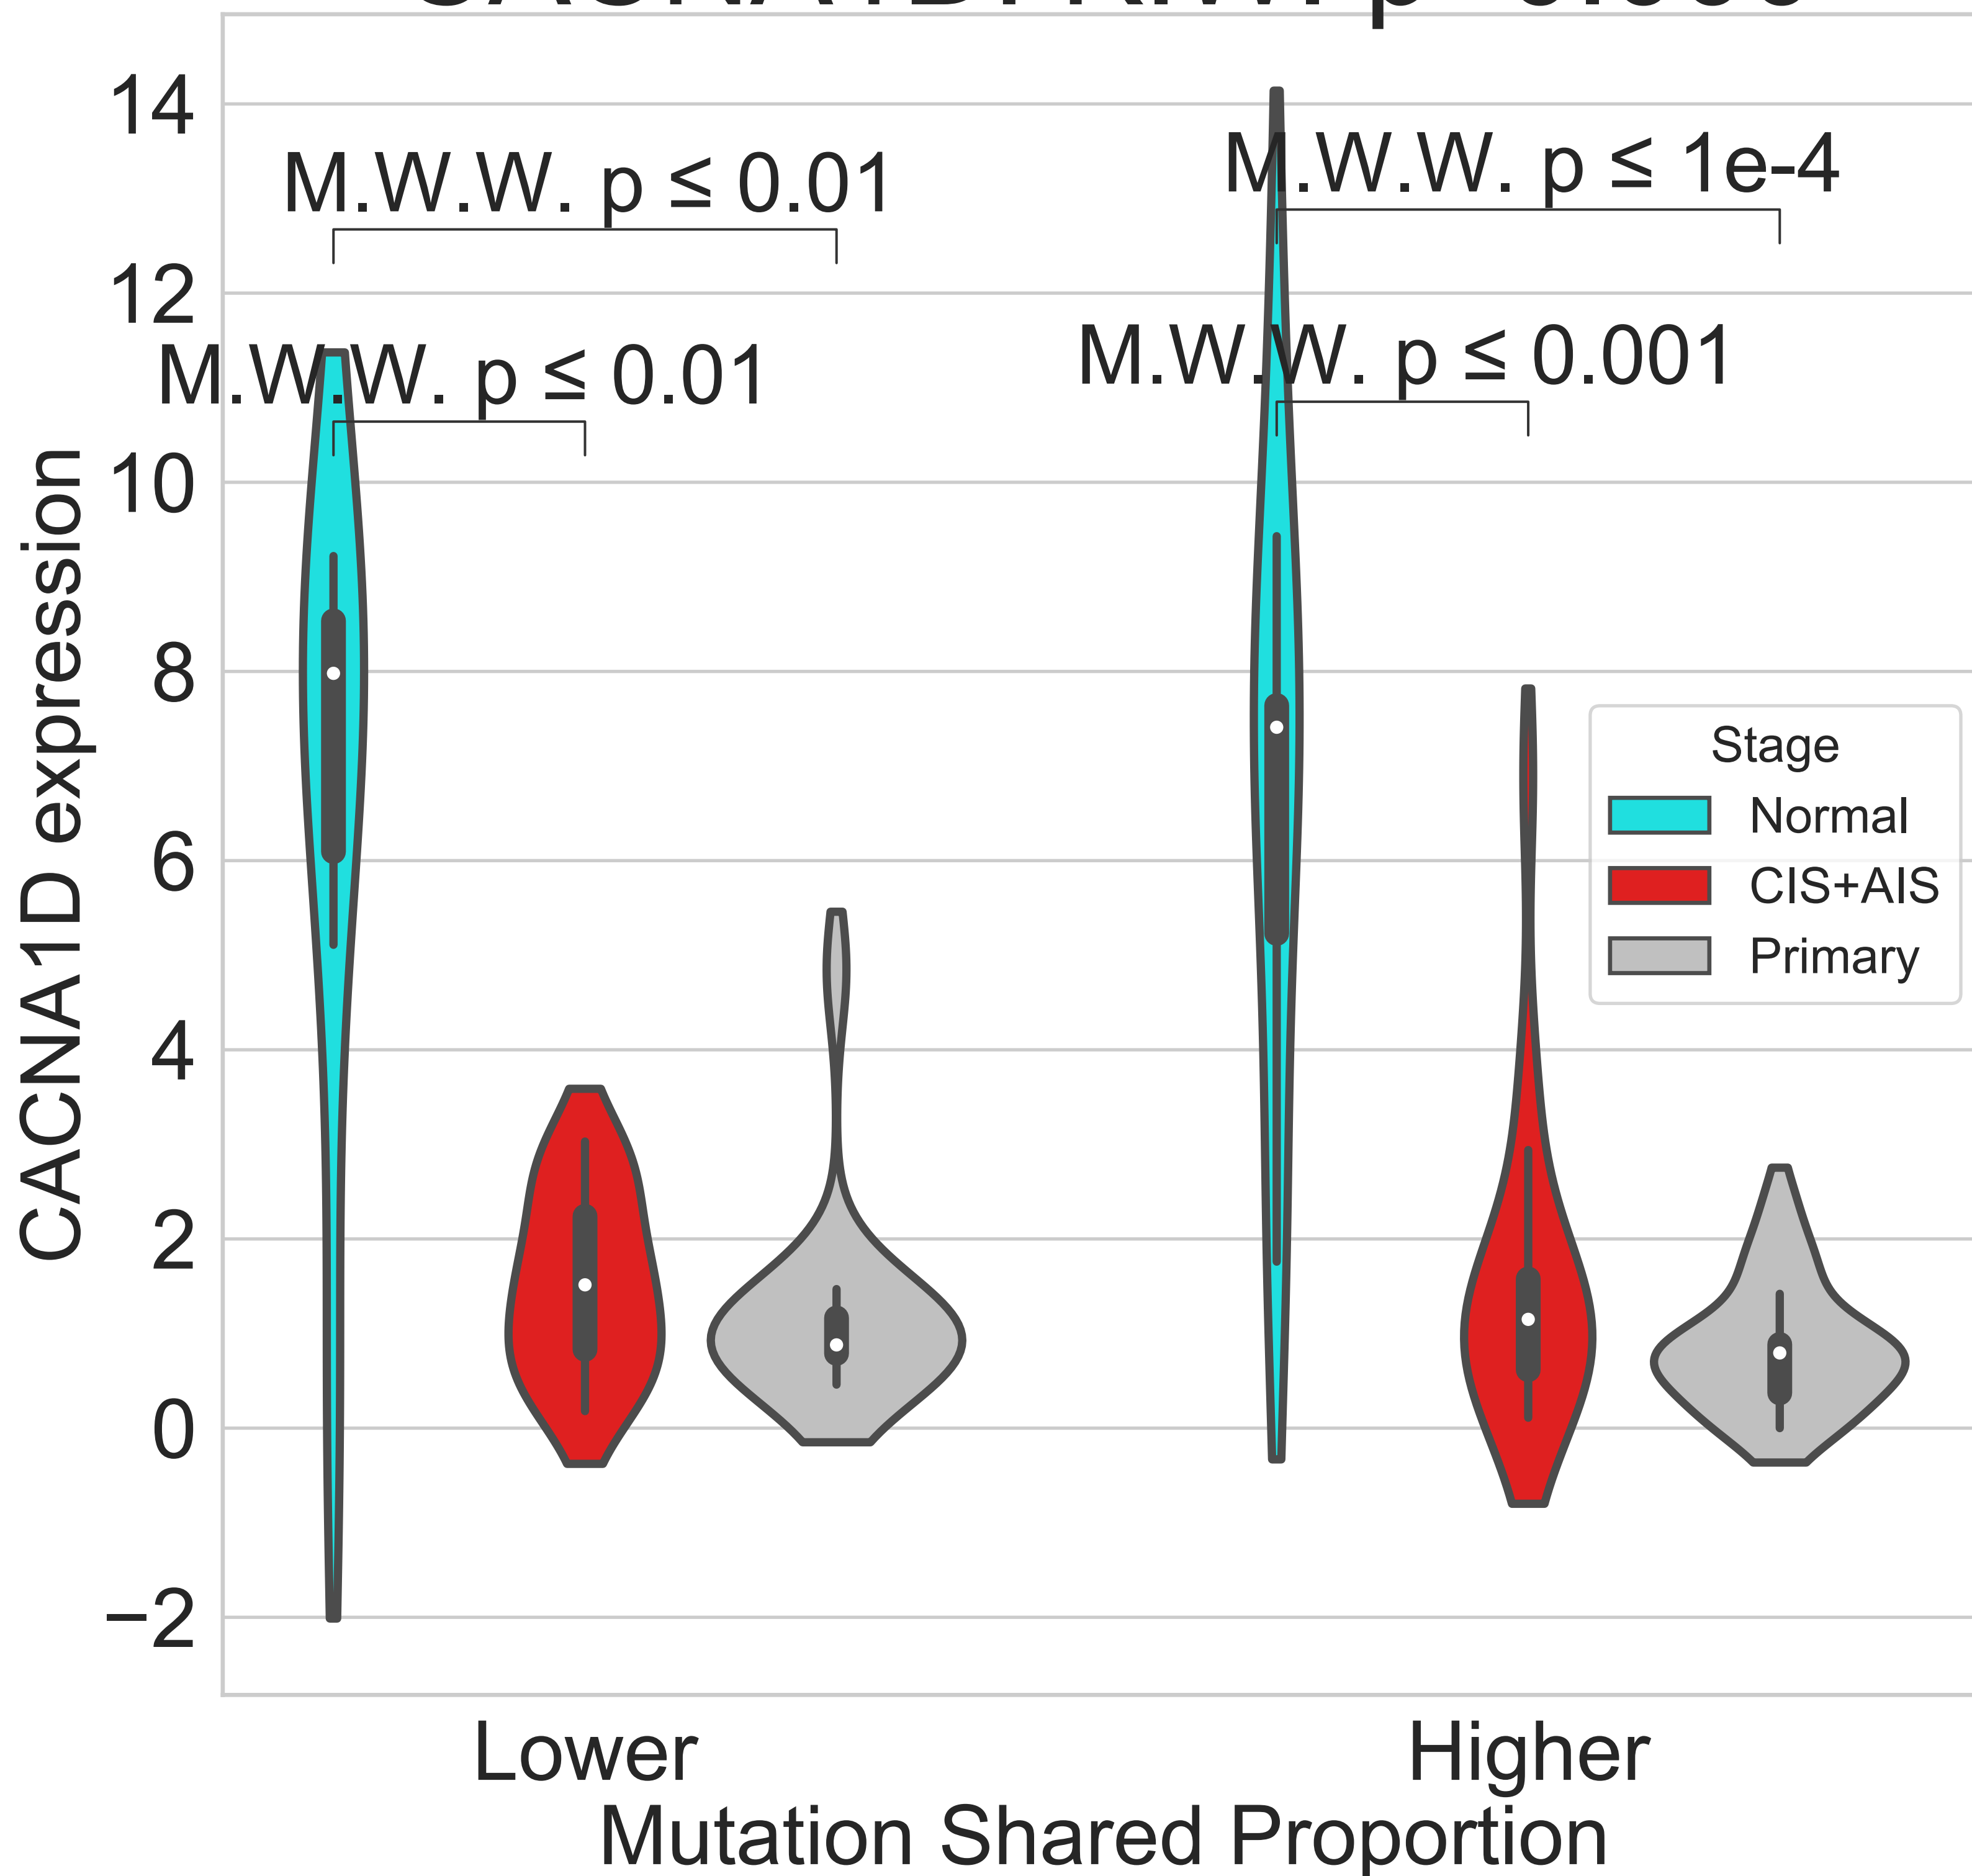 14
M.W.W. p ≤ 0.01
M.W.W. p ≤ 1e-4
12
M.W.W. p ≤ 0.01
M.W.W. p ≤ 0.001
10
8
6
4
2
0
−2
CACNA1D expression
Stage
Normal
CIS+AIS
Primary
Lower
Higher
Mutation Shared Proportion